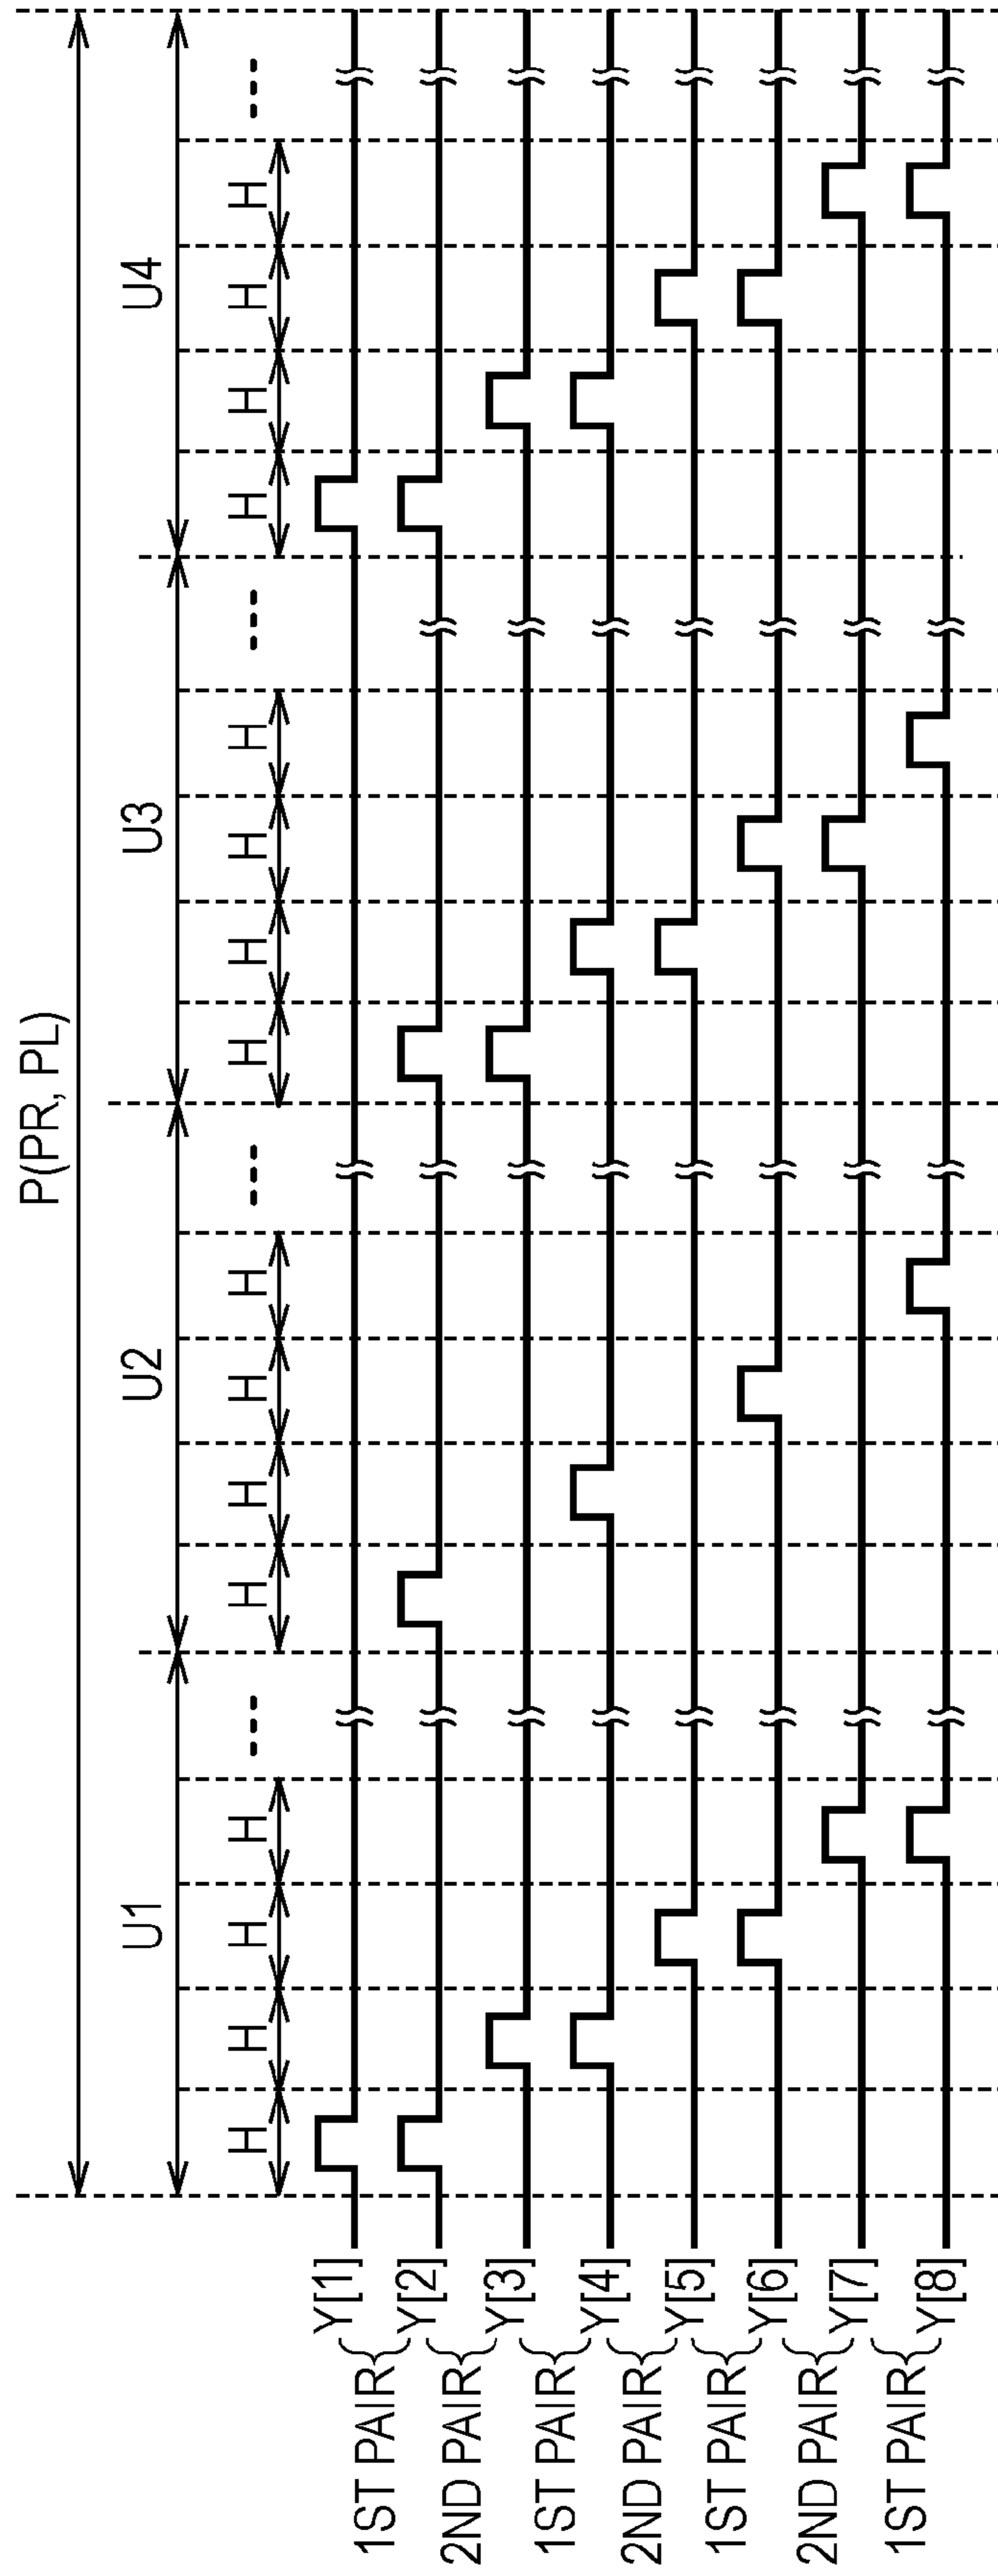 P(PR, PL)
U1 U2 U3 U4
H H H H H H H H H H H H H H H H
Y[1]
1ST PAIR
Y[2]
2ND PAIR
Y[3]
1ST PAIR
Y[4]
2ND PAIR
Y[5]
1ST PAIR
Y[6]
2ND PAIR
Y[7]
1ST PAIR
Y[8]